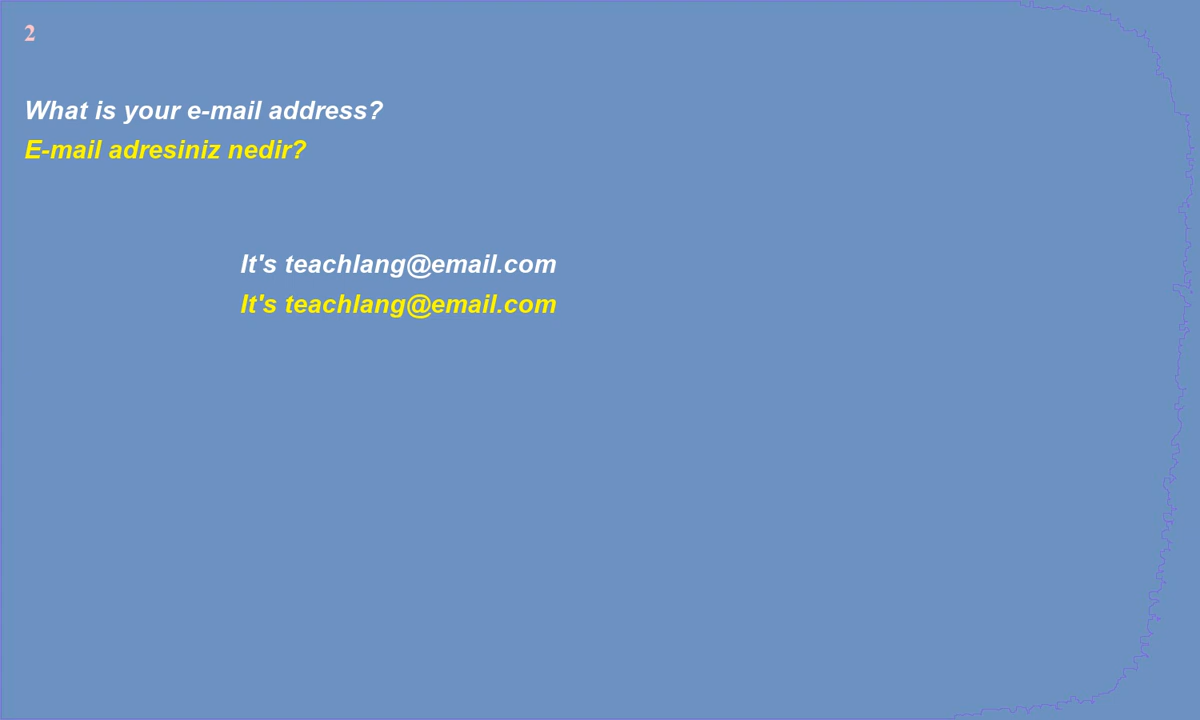 2
What is your e-mail address?
E-mail adresiniz nedir?
It's teachlang@email.com
It's teachlang@email.com